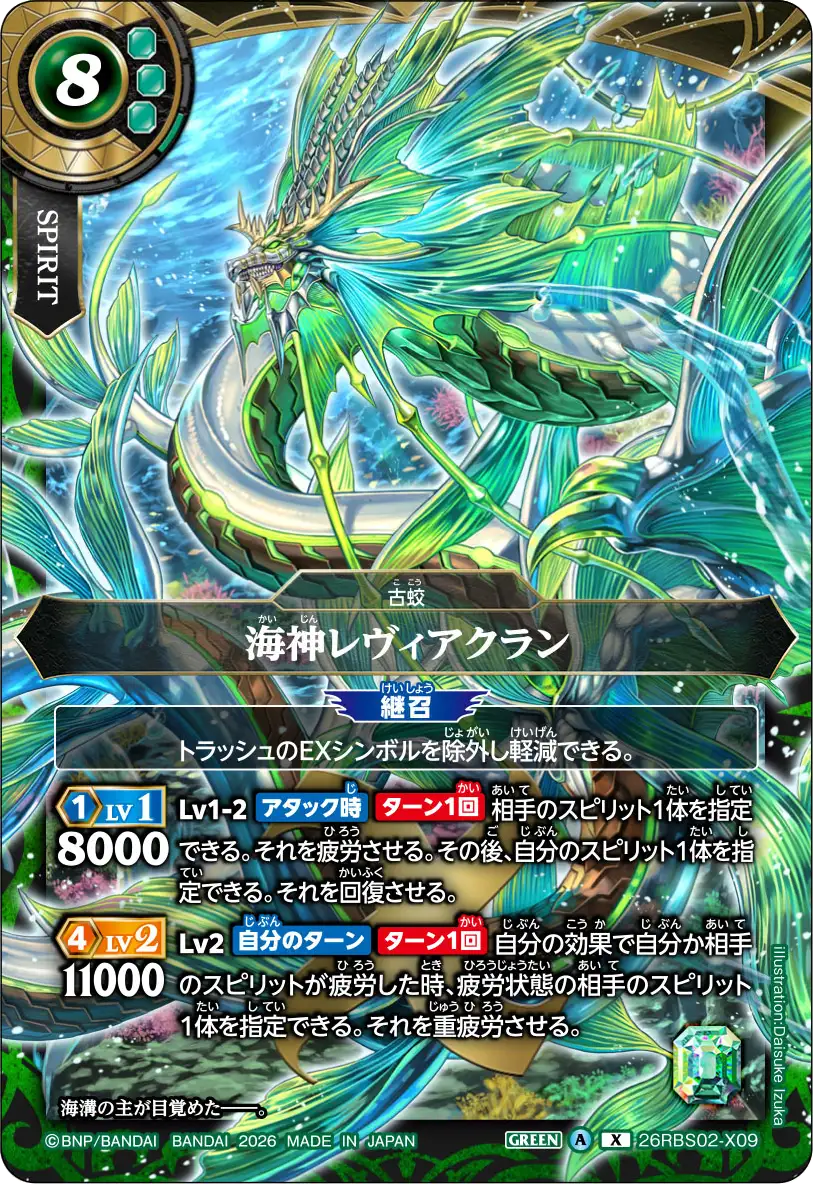 8
SPIRIT
古蛟
海神レヴィアクラン
継召
トラッシュのEXシンボルを除外し軽減できる。
1 LV1
8000
Lv1-2 アタック時 ターン1回 相手のスピリット1体を指定
できる。それを疲労させる。その後、自分のスピリット1体を指
定できる。それを回復させる。
4 LV2
11000
Lv2 自分のターン ターン1回 自分の効果で自分か相手
のスピリットが疲労した時、疲労状態の相手のスピリット
1体を指定できる。それを重疲労させる。
海溝の主が目覚めた――。
illustration:Daisuke Izuka
©BNP/BANDAI BANDAI 2026 MADE IN JAPAN
GREEN A X 26RBS02-X09